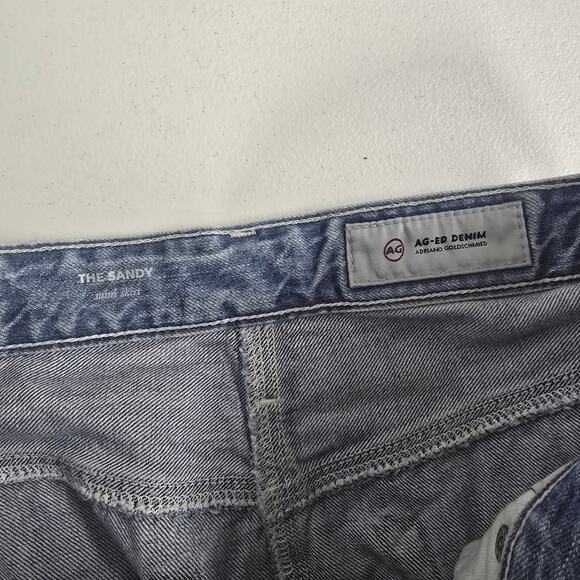 THE SANDY
mini skirt
AG
AG-ED DENIM
ADRIANO GOLDSCHMIED